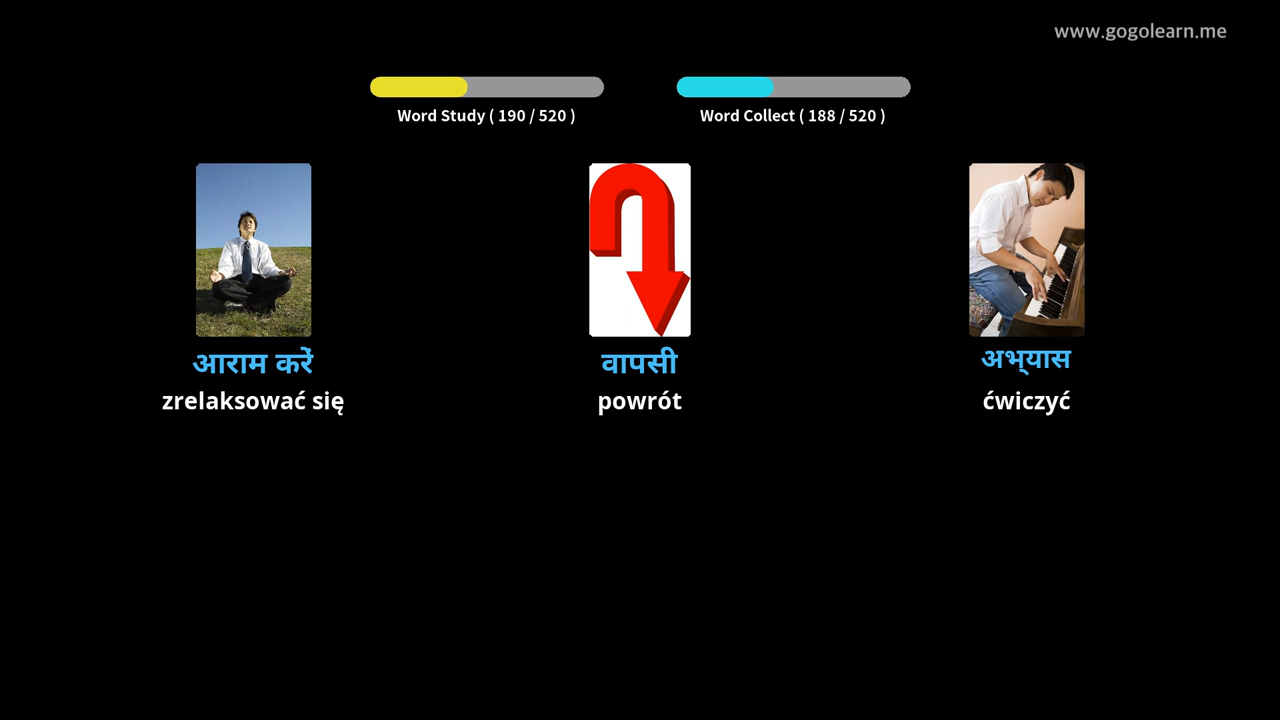 www.gogolearn.me
Word Study ( 190 / 520 )
Word Collect ( 188 / 520 )
आराम करें
वापसी
अभ्यास
zrelaksować się
powrót
ćwiczyć